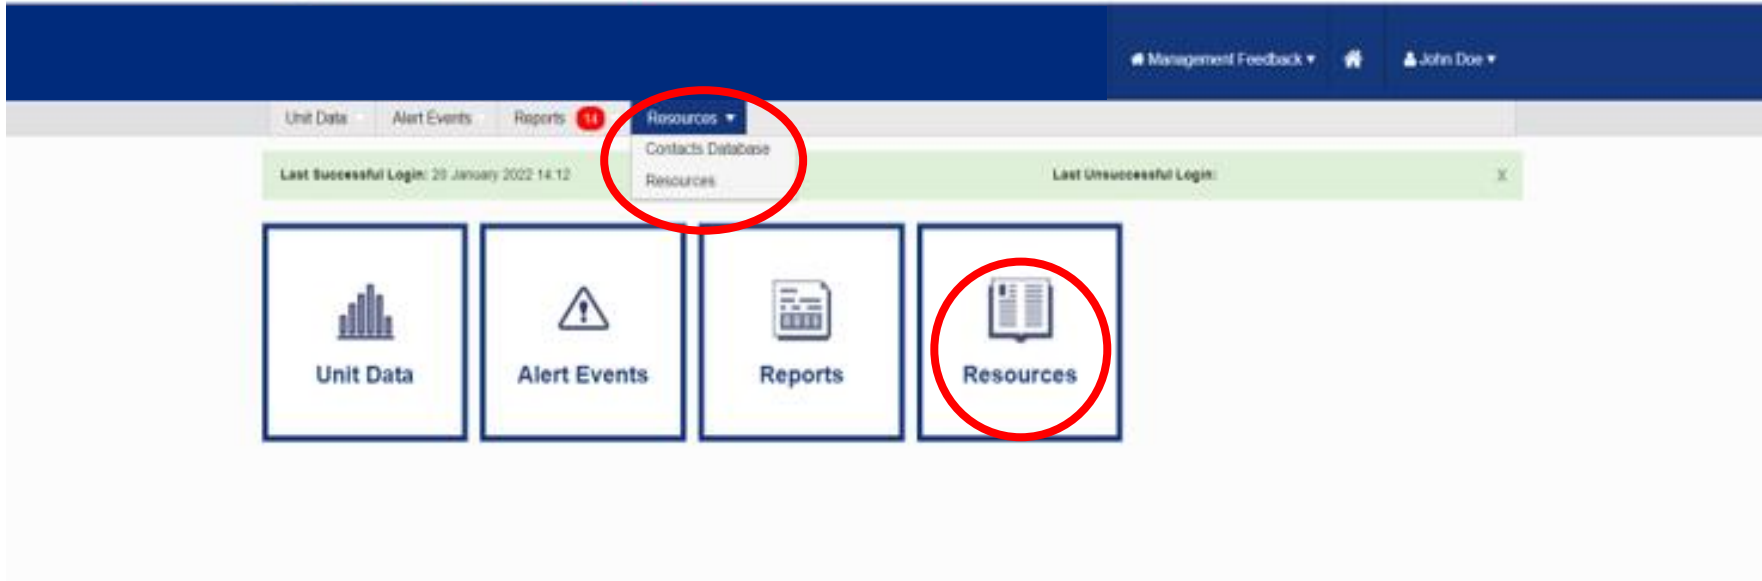 Management Feedback John Doe
Unit Data Alert Events Reports 14 Resources
Contacts Database
Resources
Last Successful Login: 20 January 2022 14:12 Last Unsuccessful Login: X
Unit Data Alert Events Reports Resources